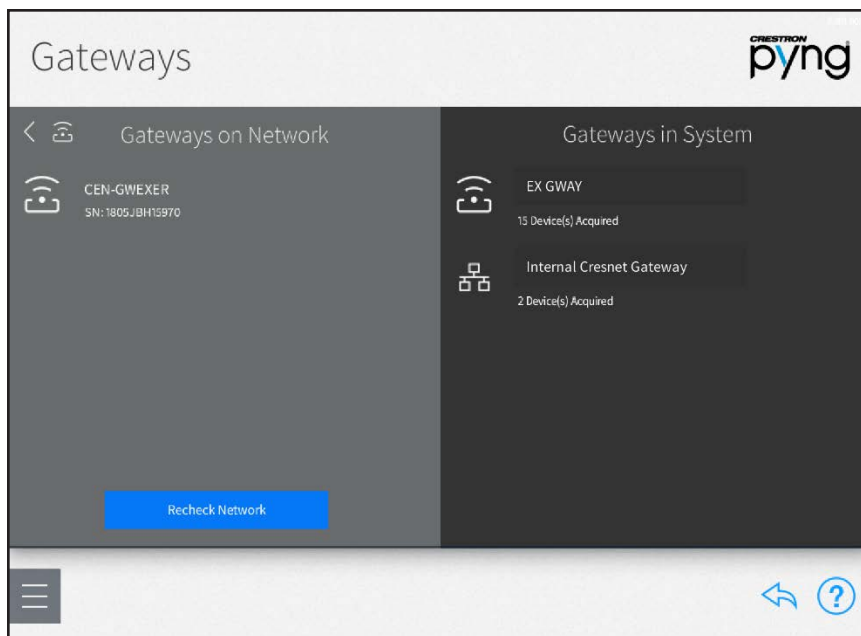 Gateways
CRESTRON
pyng
Gateways on Network
CEN-GWEXER
SN: 1805JBH15970
Recheck Network
Gateways in System
EX GWAY
15 Device(s) Acquired
Internal Cresnet Gateway
2 Device(s) Acquired
?